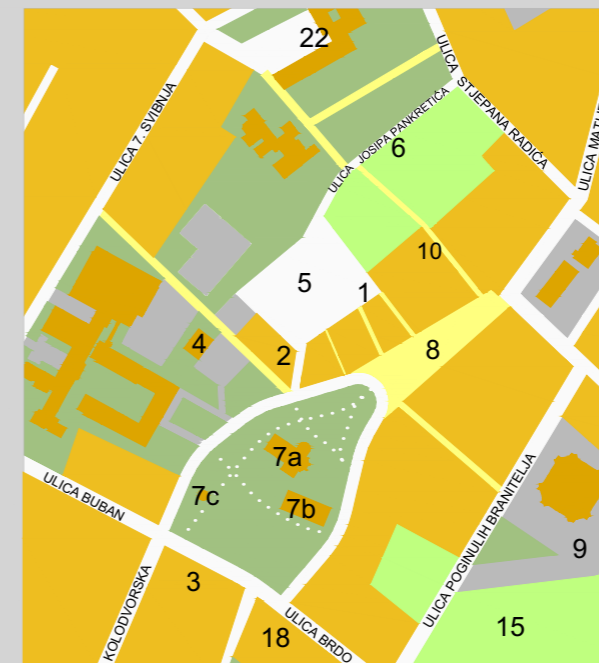 22
ULICA STJEPANA RADIĆA
ULICA 7. SVIBNJA
ULICA JOSIPA PANKRETIĆA
6
10
5
1
4
2
8
7a
7c
7b
9
ULICA BUBAN
ULICA POGINULIH BRANITELJA
KOLODVORSKA
3
ULICA BRDO
18
15
ULICA